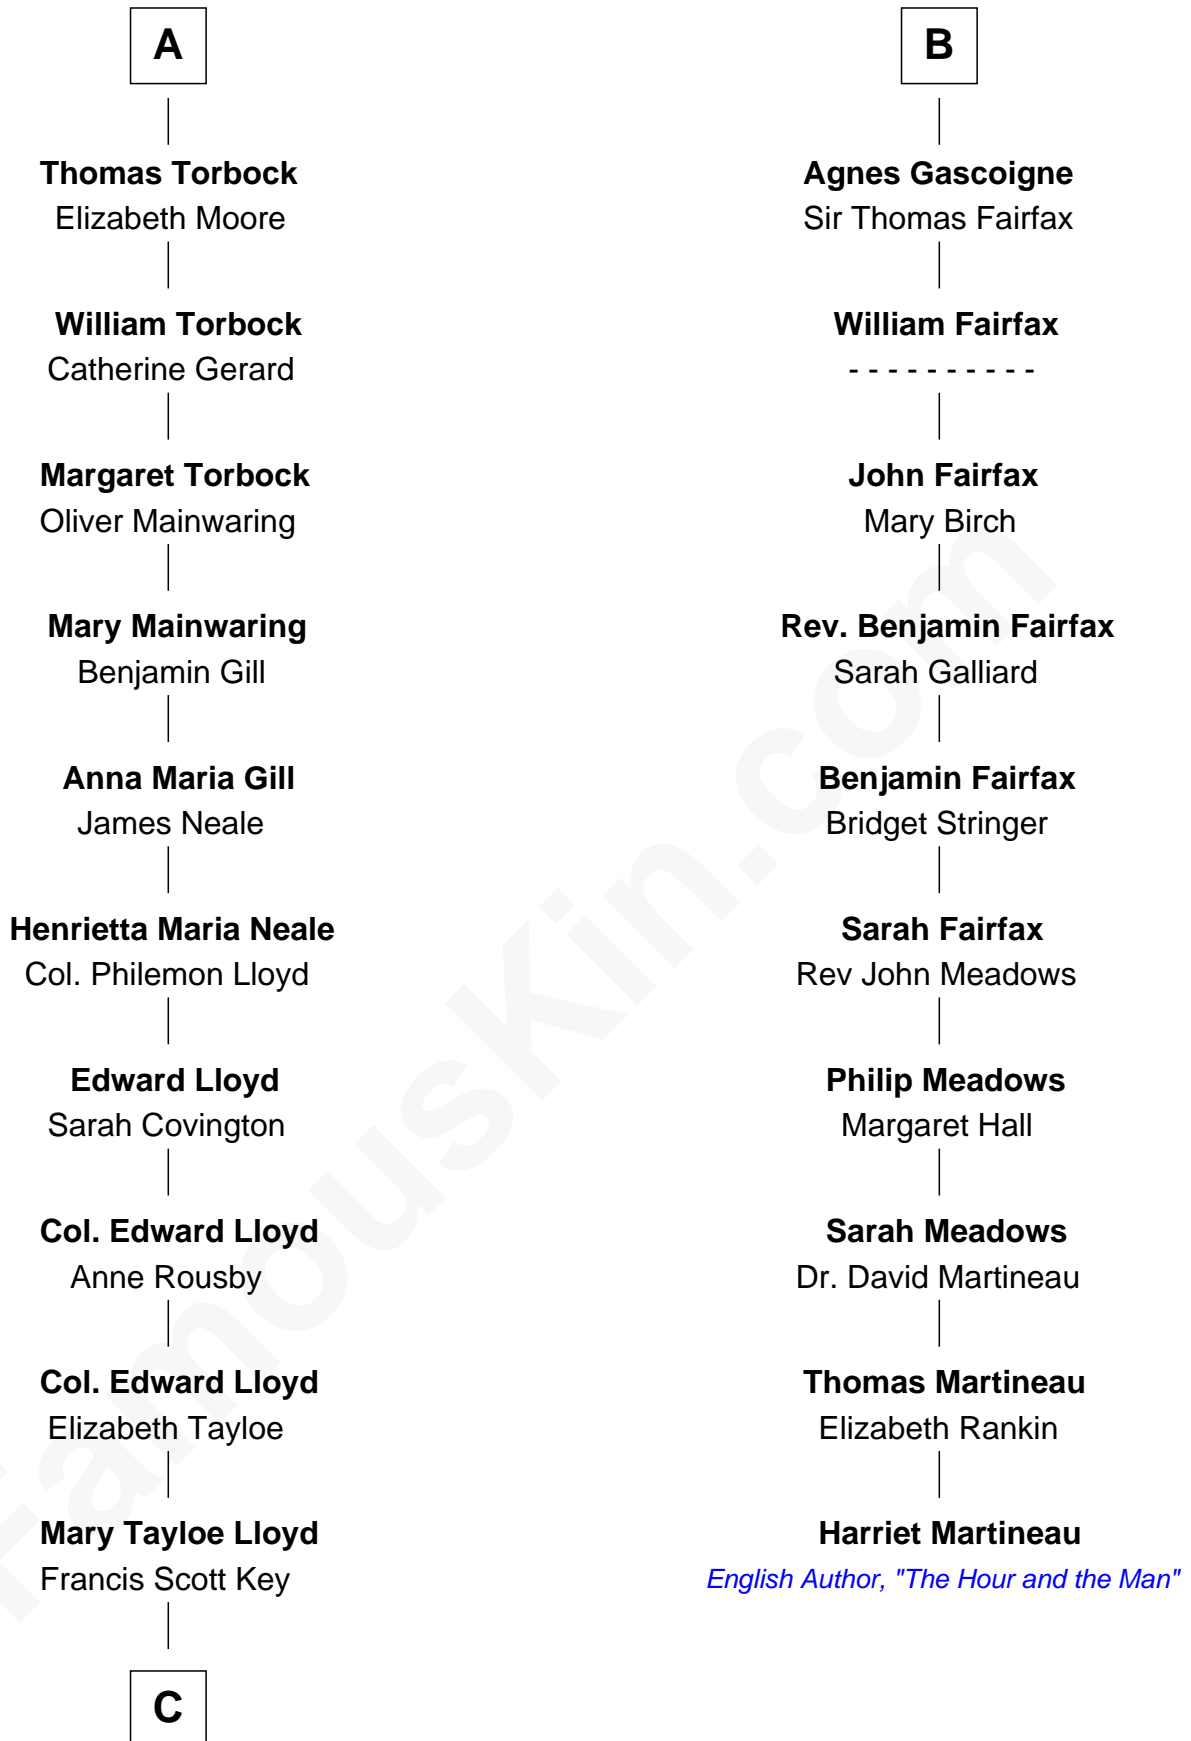 A
Thomas Torbock
Elizabeth Moore
William Torbock
Catherine Gerard
Margaret Torbock
Oliver Mainwaring
Mary Mainwaring
Benjamin Gill
Anna Maria Gill
James Neale
Henrietta Maria Neale
Col. Philemon Lloyd
Edward Lloyd
Sarah Covington
Col. Edward Lloyd
Anne Rousby
Col. Edward Lloyd
Elizabeth Tayloe
Mary Tayloe Lloyd
Francis Scott Key
C
B
Agnes Gascoigne
Sir Thomas Fairfax
William Fairfax
- - - - - - - - - -
John Fairfax
Mary Birch
Rev. Benjamin Fairfax
Sarah Galliard
Benjamin Fairfax
Bridget Stringer
Sarah Fairfax
Rev John Meadows
Philip Meadows
Margaret Hall
Sarah Meadows
Dr. David Martineau
Thomas Martineau
Elizabeth Rankin
Harriet Martineau
English Author, "The Hour and the Man"
FamousKin.com